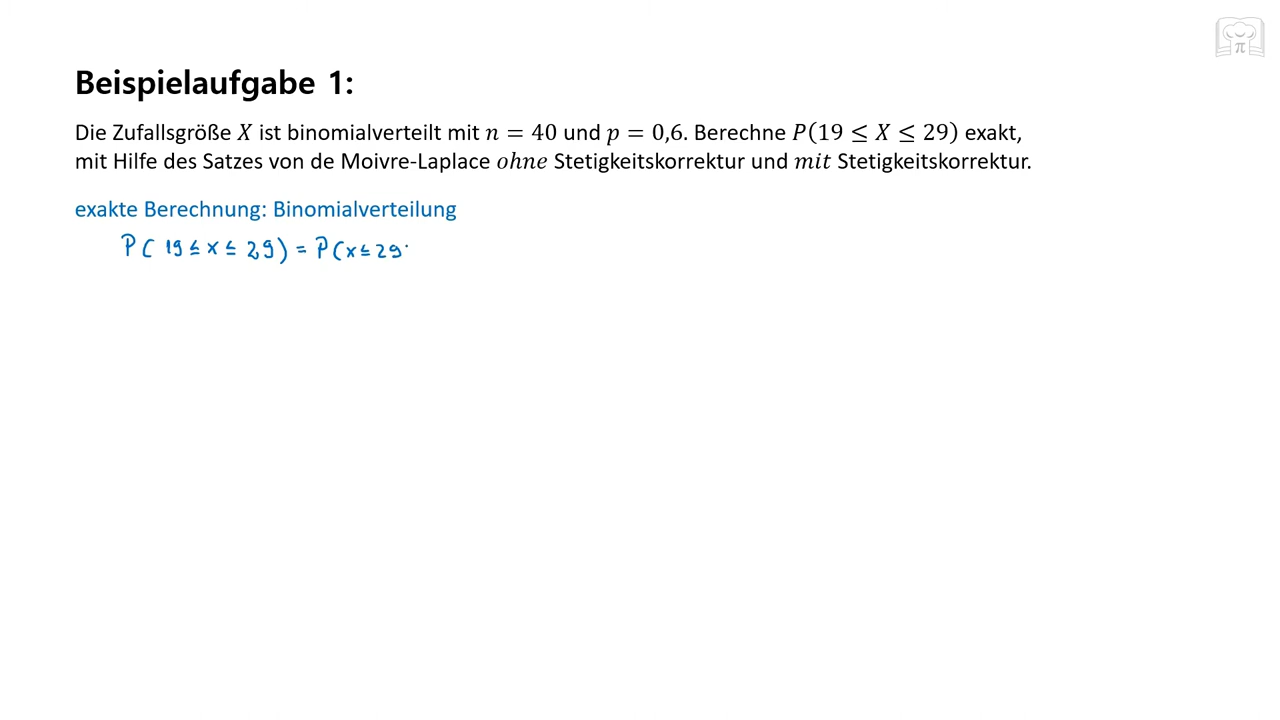 Beispielaufgabe 1:
Die Zufallsgröße X ist binomialverteilt mit n = 40 und p = 0,6. Berechne P(19 ≤ X ≤ 29) exakt,
mit Hilfe des Satzes von de Moivre-Laplace ohne Stetigkeitskorrektur und mit Stetigkeitskorrektur.
exakte Berechnung: Binomialverteilung
P( 19 ≤ x ≤ 29) = P(x ≤ 29
π